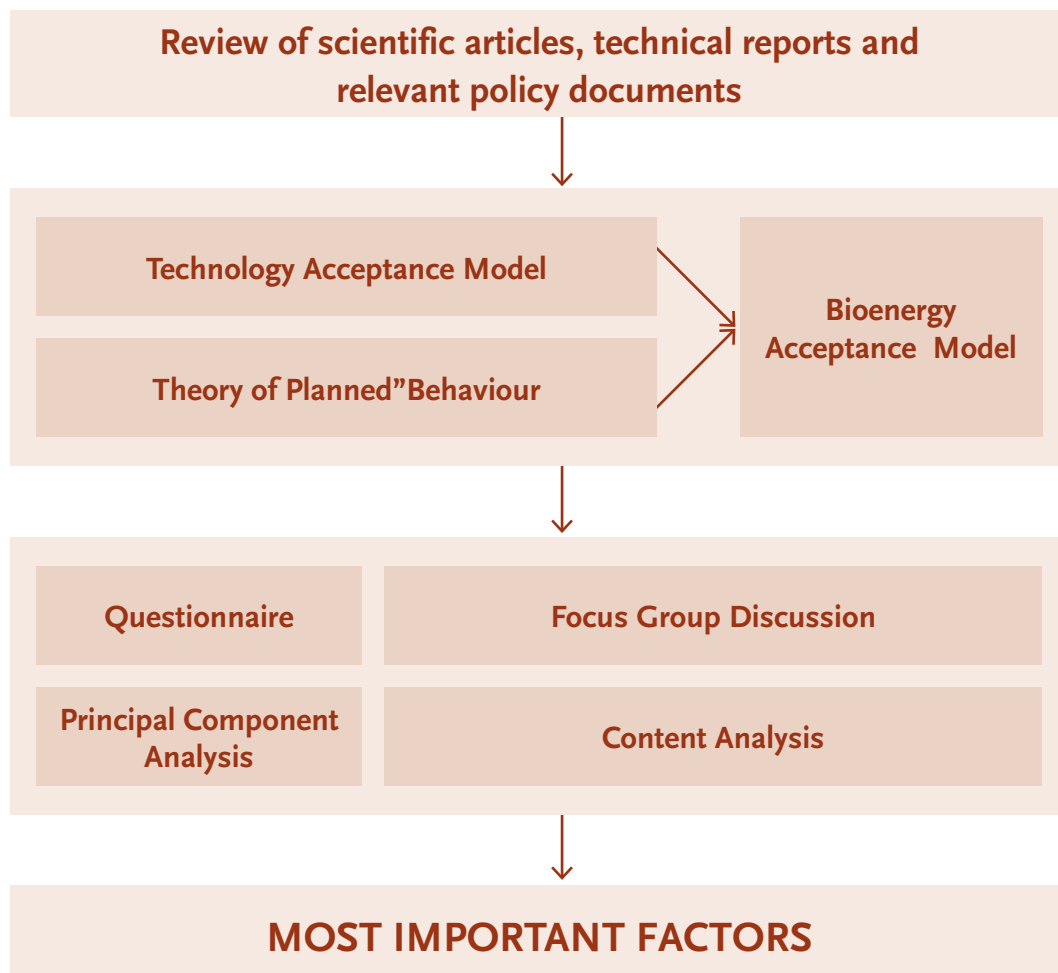 Review of scientific articles, technical reports and
relevant policy documents
Technology Acceptance Model
Theory of Planned”Behaviour
Bioenergy
Acceptance Model
Questionnaire
Focus Group Discussion
Principal Component
Analysis
Content Analysis
MOST IMPORTANT FACTORS